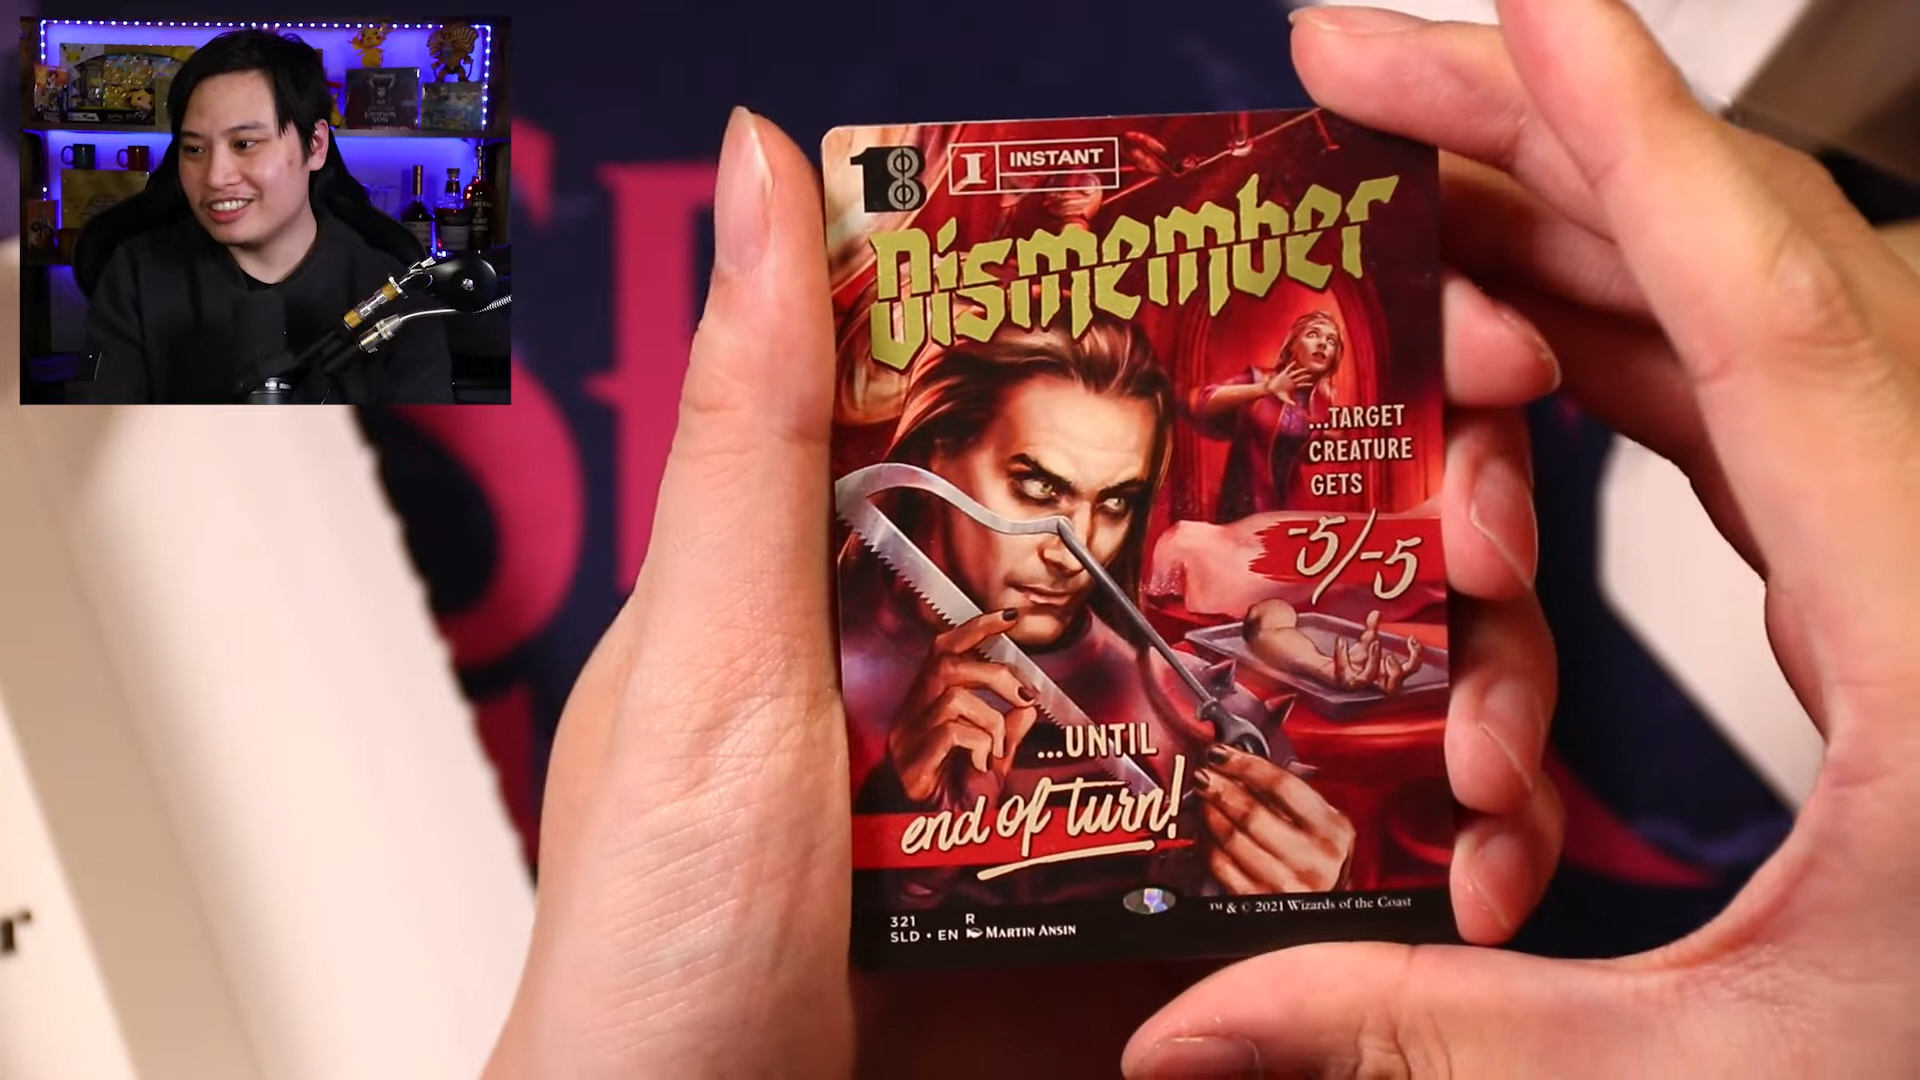 1
INSTANT
Dismember
...TARGET
CREATURE
GETS
-5/-5
...UNTIL
end of turn!
321 R
SLD • EN MARTIN ANSIN
™ & © 2021 Wizards of the Coast